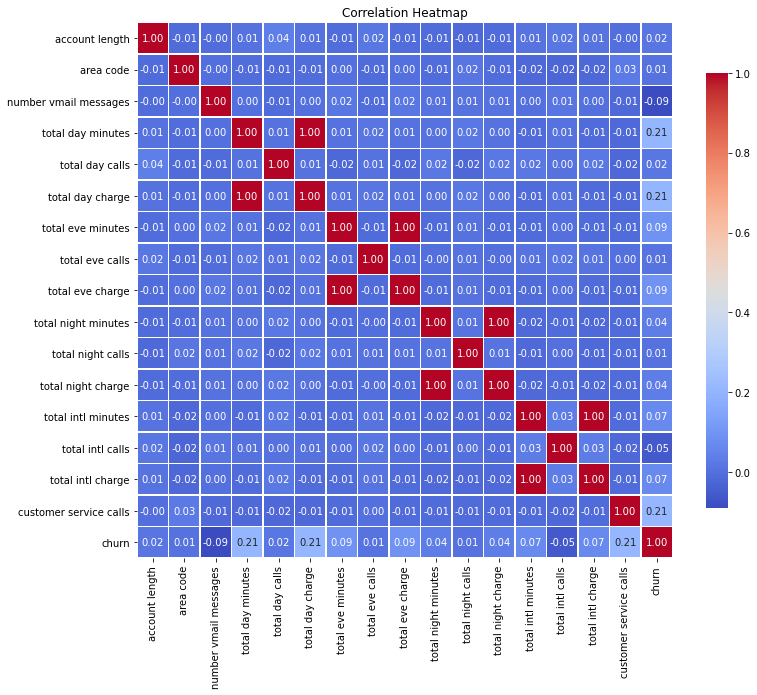 Correlation Heatmap
account length 1.00 -0.01 -0.00 0.01 0.04 0.01 -0.01 0.02 -0.01 -0.01 -0.01 -0.01 0.01 0.02 0.01 -0.00 0.02
area code -0.01 1.00 -0.00 -0.01 -0.01 -0.01 0.00 -0.01 0.00 -0.01 0.02 -0.01 -0.02 -0.02 -0.02 0.03 0.01
number vmail messages -0.00 -0.00 1.00 0.00 -0.01 0.00 0.02 -0.01 0.02 0.01 0.01 0.01 0.00 0.01 0.00 -0.01 -0.09
total day minutes 0.01 -0.01 0.00 1.00 0.01 1.00 0.01 0.02 0.01 0.00 0.02 0.00 -0.01 0.01 -0.01 -0.01 0.21
total day calls 0.04 -0.01 -0.01 0.01 1.00 0.01 -0.02 0.01 -0.02 0.02 -0.02 0.02 0.02 0.00 0.02 -0.02 0.02
total day charge 0.01 -0.01 0.00 1.00 0.01 1.00 0.01 0.02 0.01 0.00 0.02 0.00 -0.01 0.01 -0.01 -0.01 0.21
total eve minutes -0.01 0.00 0.02 0.01 -0.02 0.01 1.00 -0.01 1.00 -0.01 0.01 -0.01 -0.01 0.00 -0.01 -0.01 0.09
total eve calls 0.02 -0.01 -0.01 0.02 0.01 0.02 -0.01 1.00 -0.01 -0.00 0.01 -0.00 0.01 0.02 0.01 0.00 0.01
total eve charge -0.01 0.00 0.02 0.01 -0.02 0.01 1.00 -0.01 1.00 -0.01 0.01 -0.01 -0.01 0.00 -0.01 -0.01 0.09
total night minutes -0.01 -0.01 0.01 0.00 0.02 0.00 -0.01 -0.00 -0.01 1.00 0.01 1.00 -0.02 -0.01 -0.02 -0.01 0.04
total night calls -0.01 0.02 0.01 0.02 -0.02 0.02 0.01 0.01 0.01 0.01 1.00 0.01 -0.01 0.00 -0.01 -0.01 0.01
total night charge -0.01 -0.01 0.01 0.00 0.02 0.00 -0.01 -0.00 -0.01 1.00 0.01 1.00 -0.02 -0.01 -0.02 -0.01 0.04
total intl minutes 0.01 -0.02 0.00 -0.01 0.02 -0.01 -0.01 0.01 -0.01 -0.02 -0.01 -0.02 1.00 0.03 1.00 -0.01 0.07
total intl calls 0.02 -0.02 0.01 0.01 0.00 0.01 0.00 0.02 0.00 -0.01 0.00 -0.01 0.03 1.00 0.03 -0.02 -0.05
total intl charge 0.01 -0.02 0.00 -0.01 0.02 -0.01 -0.01 0.01 -0.01 -0.02 -0.01 -0.02 1.00 0.03 1.00 -0.01 0.07
customer service calls -0.00 0.03 -0.01 -0.01 -0.02 -0.01 -0.01 0.00 -0.01 -0.01 -0.01 -0.01 -0.01 -0.02 -0.01 1.00 0.21
churn 0.02 0.01 -0.09 0.21 0.02 0.21 0.09 0.01 0.09 0.04 0.01 0.04 0.07 -0.05 0.07 0.21 1.00
account length
area code
number vmail messages
total day minutes
total day calls
total day charge
total eve minutes
total eve calls
total eve charge
total night minutes
total night calls
total night charge
total intl minutes
total intl calls
total intl charge
customer service calls
churn
1.0
0.8
0.6
0.4
0.2
0.0